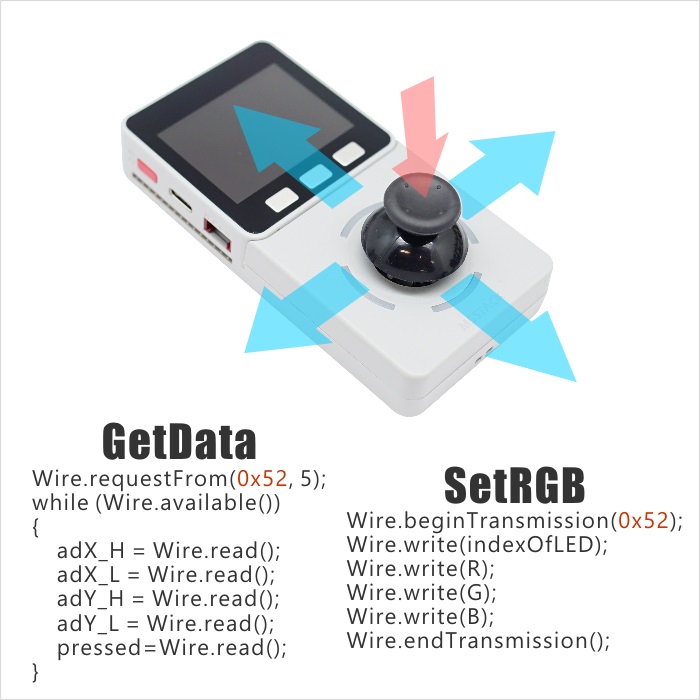 GetData
Wire.requestFrom(0x52, 5);
while (Wire.available())
{
    adX_H = Wire.read();
    adX_L = Wire.read();
    adY_H = Wire.read();
    adY_L = Wire.read();
    pressed=Wire.read();
}
SetRGB
Wire.beginTransmission(0x52);
Wire.write(indexOfLED);
Wire.write(R);
Wire.write(G);
Wire.write(B);
Wire.endTransmission();